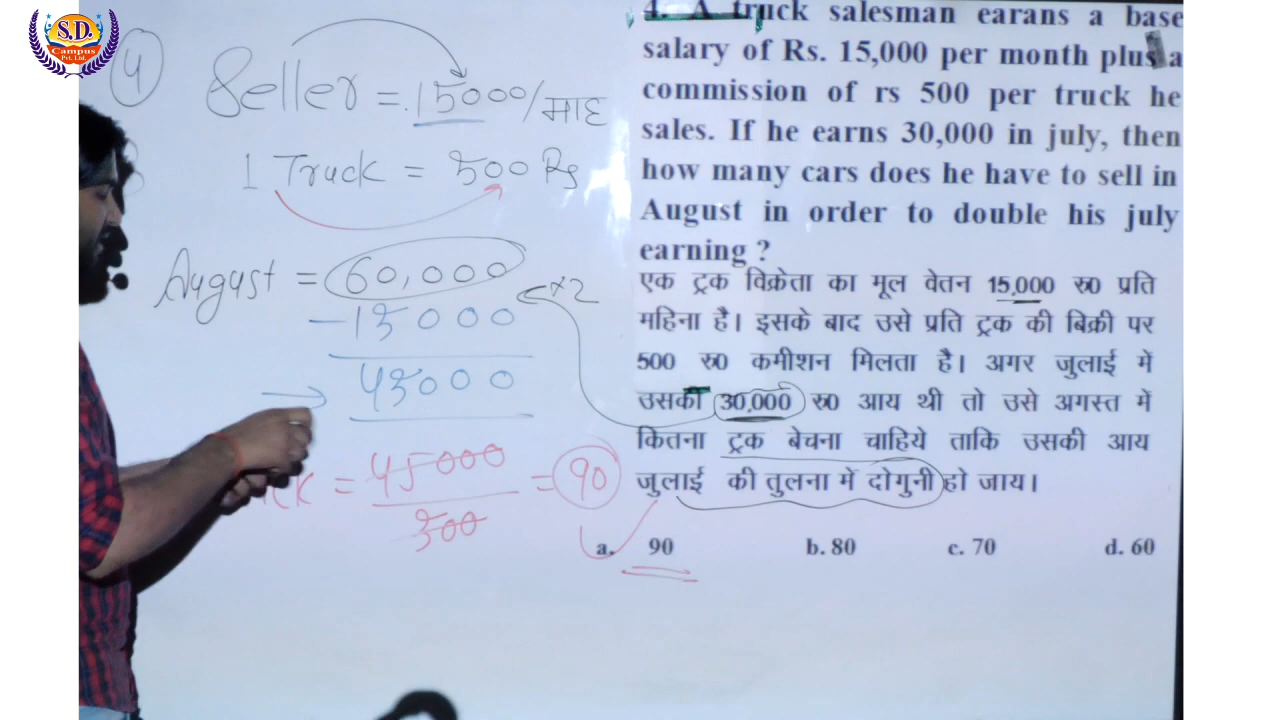 S.D.
Campus
Pvt. Ltd.
4
Seller = 15000/माह
1 Truck = 500 Rs
August = 60,000
×2
- 15000
45000
= 45000 / 500 = 90
4. A truck salesman earans a base
salary of Rs. 15,000 per month plus a
commission of rs 500 per truck he
sales. If he earns 30,000 in july, then
how many cars does he have to sell in
August in order to double his july
earning ?
एक ट्रक विक्रेता का मूल वेतन 15,000 रू0 प्रति
महिना है। इसके बाद उसे प्रति ट्रक की बिक्री पर
500 रू0 कमीशन मिलता है। अगर जुलाई में
उसकी 30,000 रू0 आय थी तो उसे अगस्त में
कितना ट्रक बेचना चाहिये ताकि उसकी आय
जुलाई की तुलना में दोगुनी हो जाय।
a. 90 b. 80 c. 70 d. 60